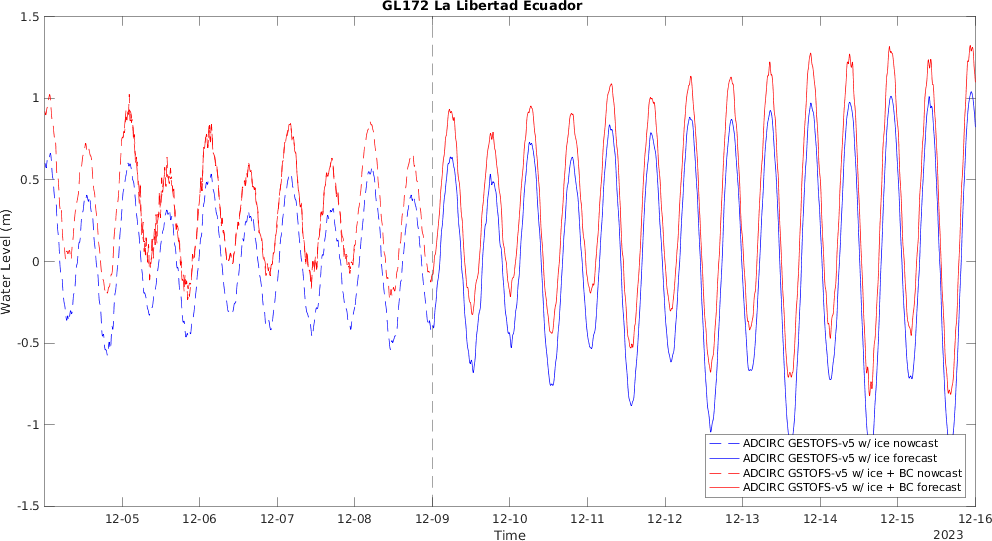 GL172 La Libertad Ecuador
1.5
1
0.5
0
-0.5
-1
-1.5
Water Level (m)
12-05 12-06 12-07 12-08 12-09 12-10 12-11 12-12 12-13 12-14 12-15 12-16
Time
2023
ADCIRC GESTOFS-v5 w/ ice nowcast
ADCIRC GESTOFS-v5 w/ ice forecast
ADCIRC GSTOFS-v5 w/ ice + BC nowcast
ADCIRC GSTOFS-v5 w/ ice + BC forecast